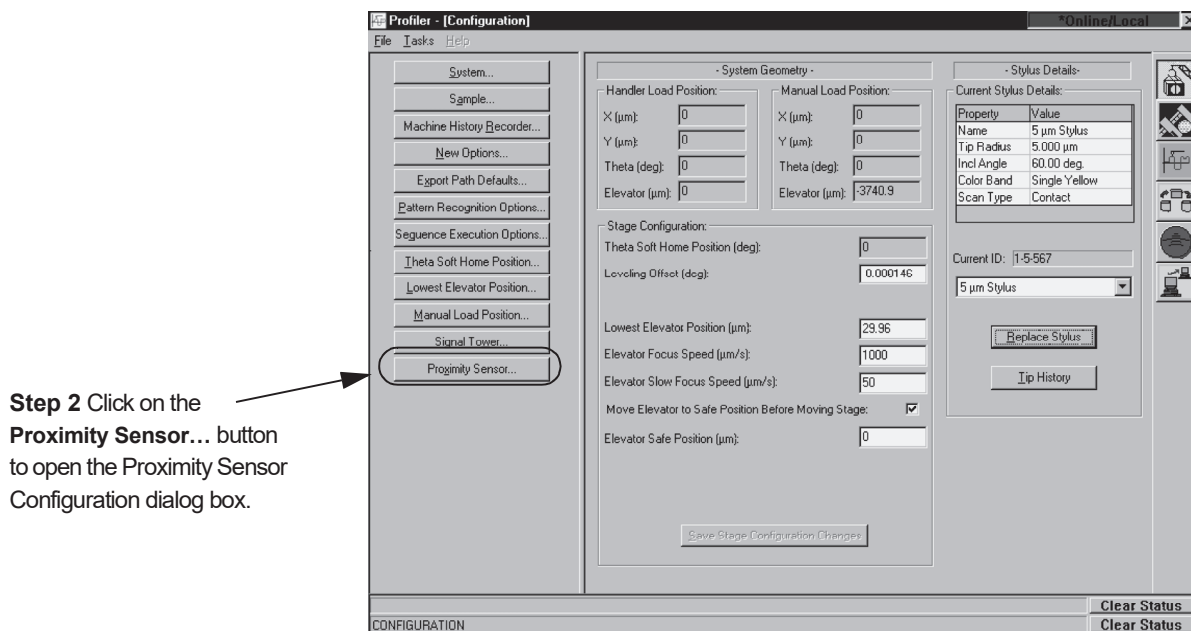 Profiler - [Configuration]
*Online/Local
File Tasks Help
System...
Sample...
Machine History Recorder...
New Options...
Export Path Defaults...
Pattern Recognition Options...
Sequence Execution Options...
Theta Soft Home Position...
Lowest Elevator Position...
Manual Load Position...
Signal Tower...
Proximity Sensor...
Step 2 Click on the
Proximity Sensor… button
to open the Proximity Sensor
Configuration dialog box.
- System Geometry -
Handler Load Position:
X (µm): 0
Y (µm): 0
Theta (deg): 0
Elevator (µm): 0
Manual Load Position:
X (µm): 0
Y (µm): 0
Theta (deg): 0
Elevator (µm): -3740.9
Stage Configuration:
Theta Soft Home Position (deg): 0
Leveling Offset (deg): 0.000146
Lowest Elevator Position (µm): 29.96
Elevator Focus Speed (µm/s): 1000
Elevator Slow Focus Speed (µm/s): 50
Move Elevator to Safe Position Before Moving Stage:
Elevator Safe Position (µm): 0
Save Stage Configuration Changes
- Stylus Details-
Current Stylus Details:
Property Value
Name 5 µm Stylus
Tip Radius 5.000 µm
Incl Angle 60.00 deg.
Color Band Single Yellow
Scan Type Contact
Current ID: 1-5-567
5 µm Stylus
Replace Stylus
Tip History
Clear Status
CONFIGURATION
Clear Status